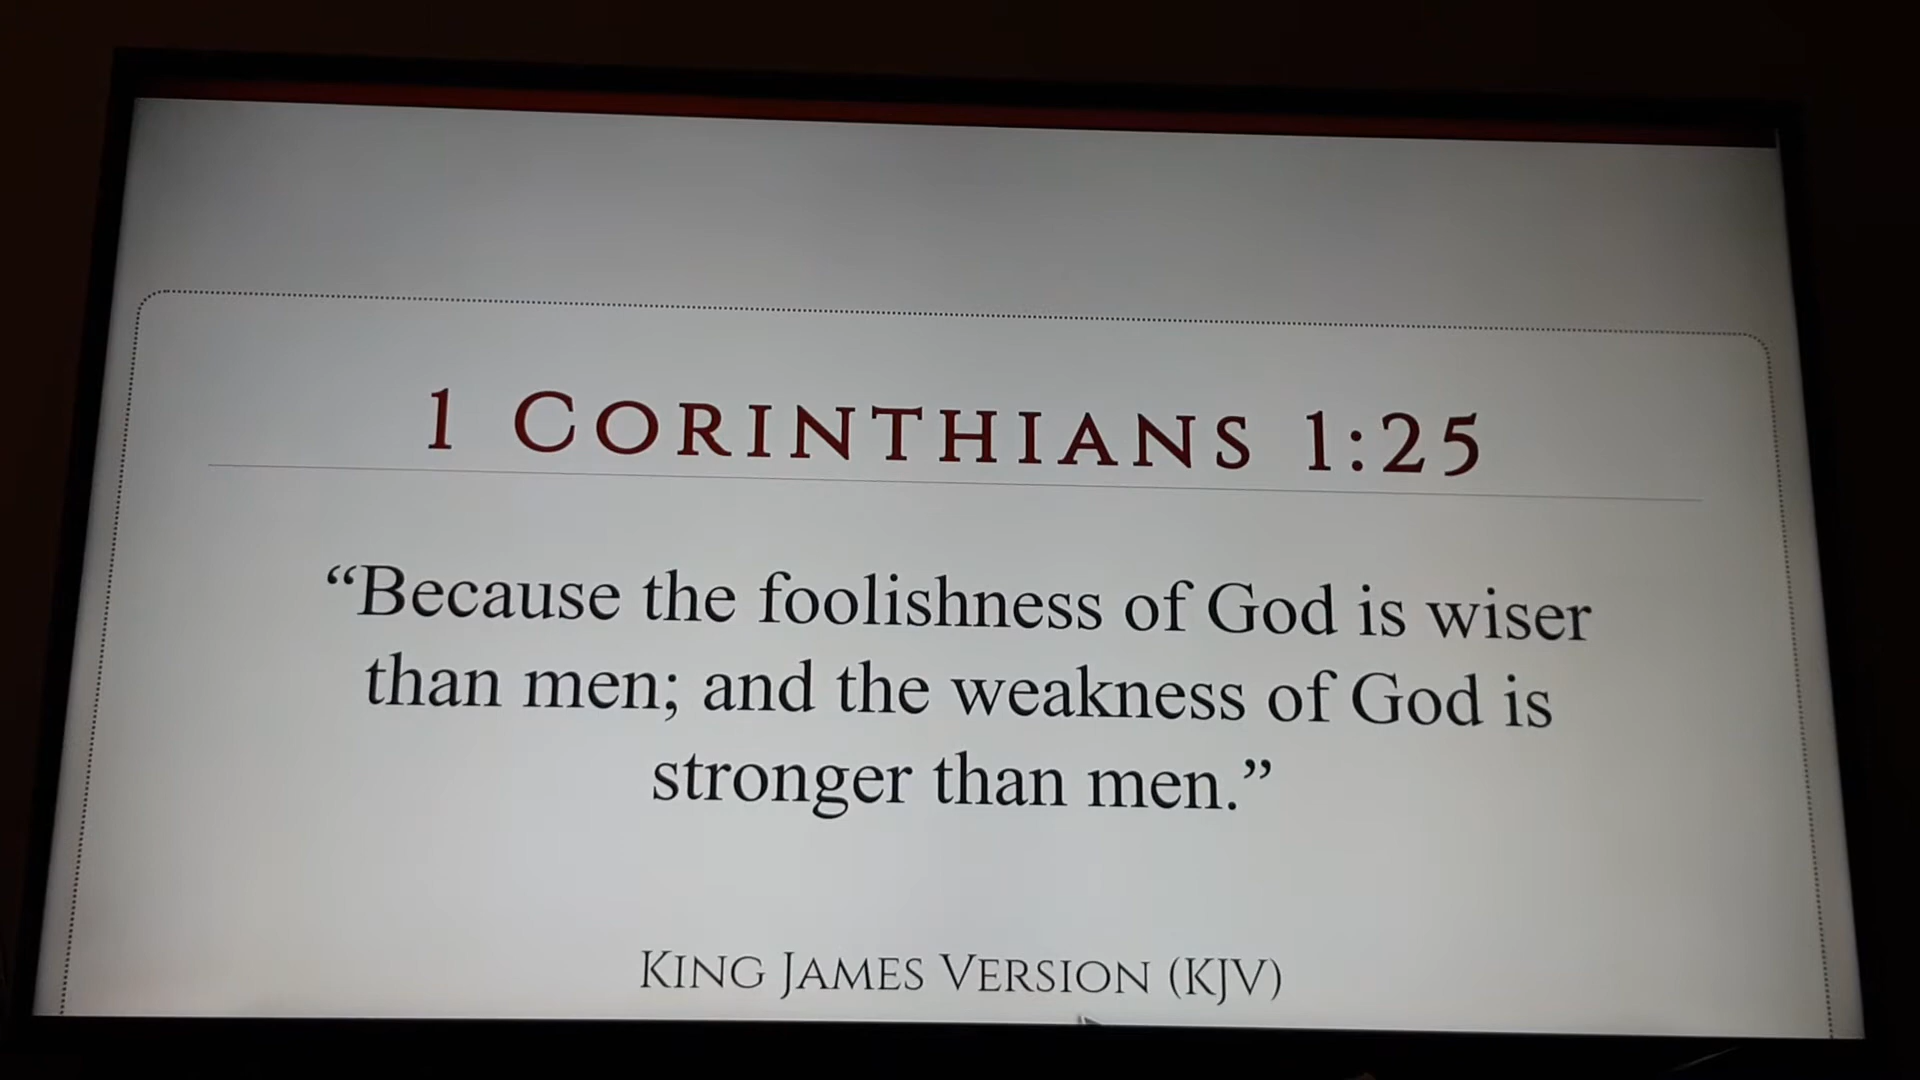 1 CORINTHIANS 1:25
“Because the foolishness of God is wiser
than men; and the weakness of God is
stronger than men.”
KING JAMES VERSION (KJV)